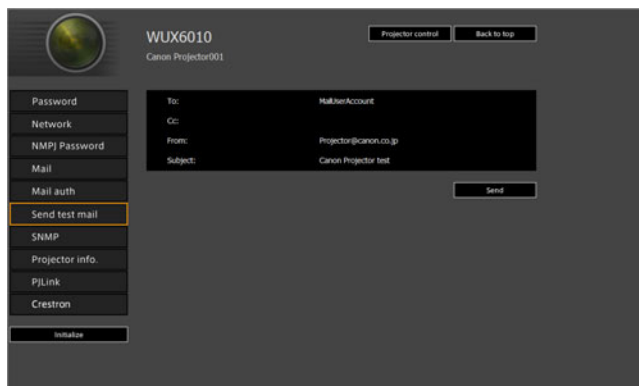 WUX6010
Projector control
Back to top
Canon Projector001
Password
Network
NMPJ Password
Mail
Mail auth
Send test mail
SNMP
Projector info.
PJLink
Crestron
Initialize
To: MailUserAccount
Cc:
From: Projector@canon.co.jp
Subject: Canon Projector test
Send